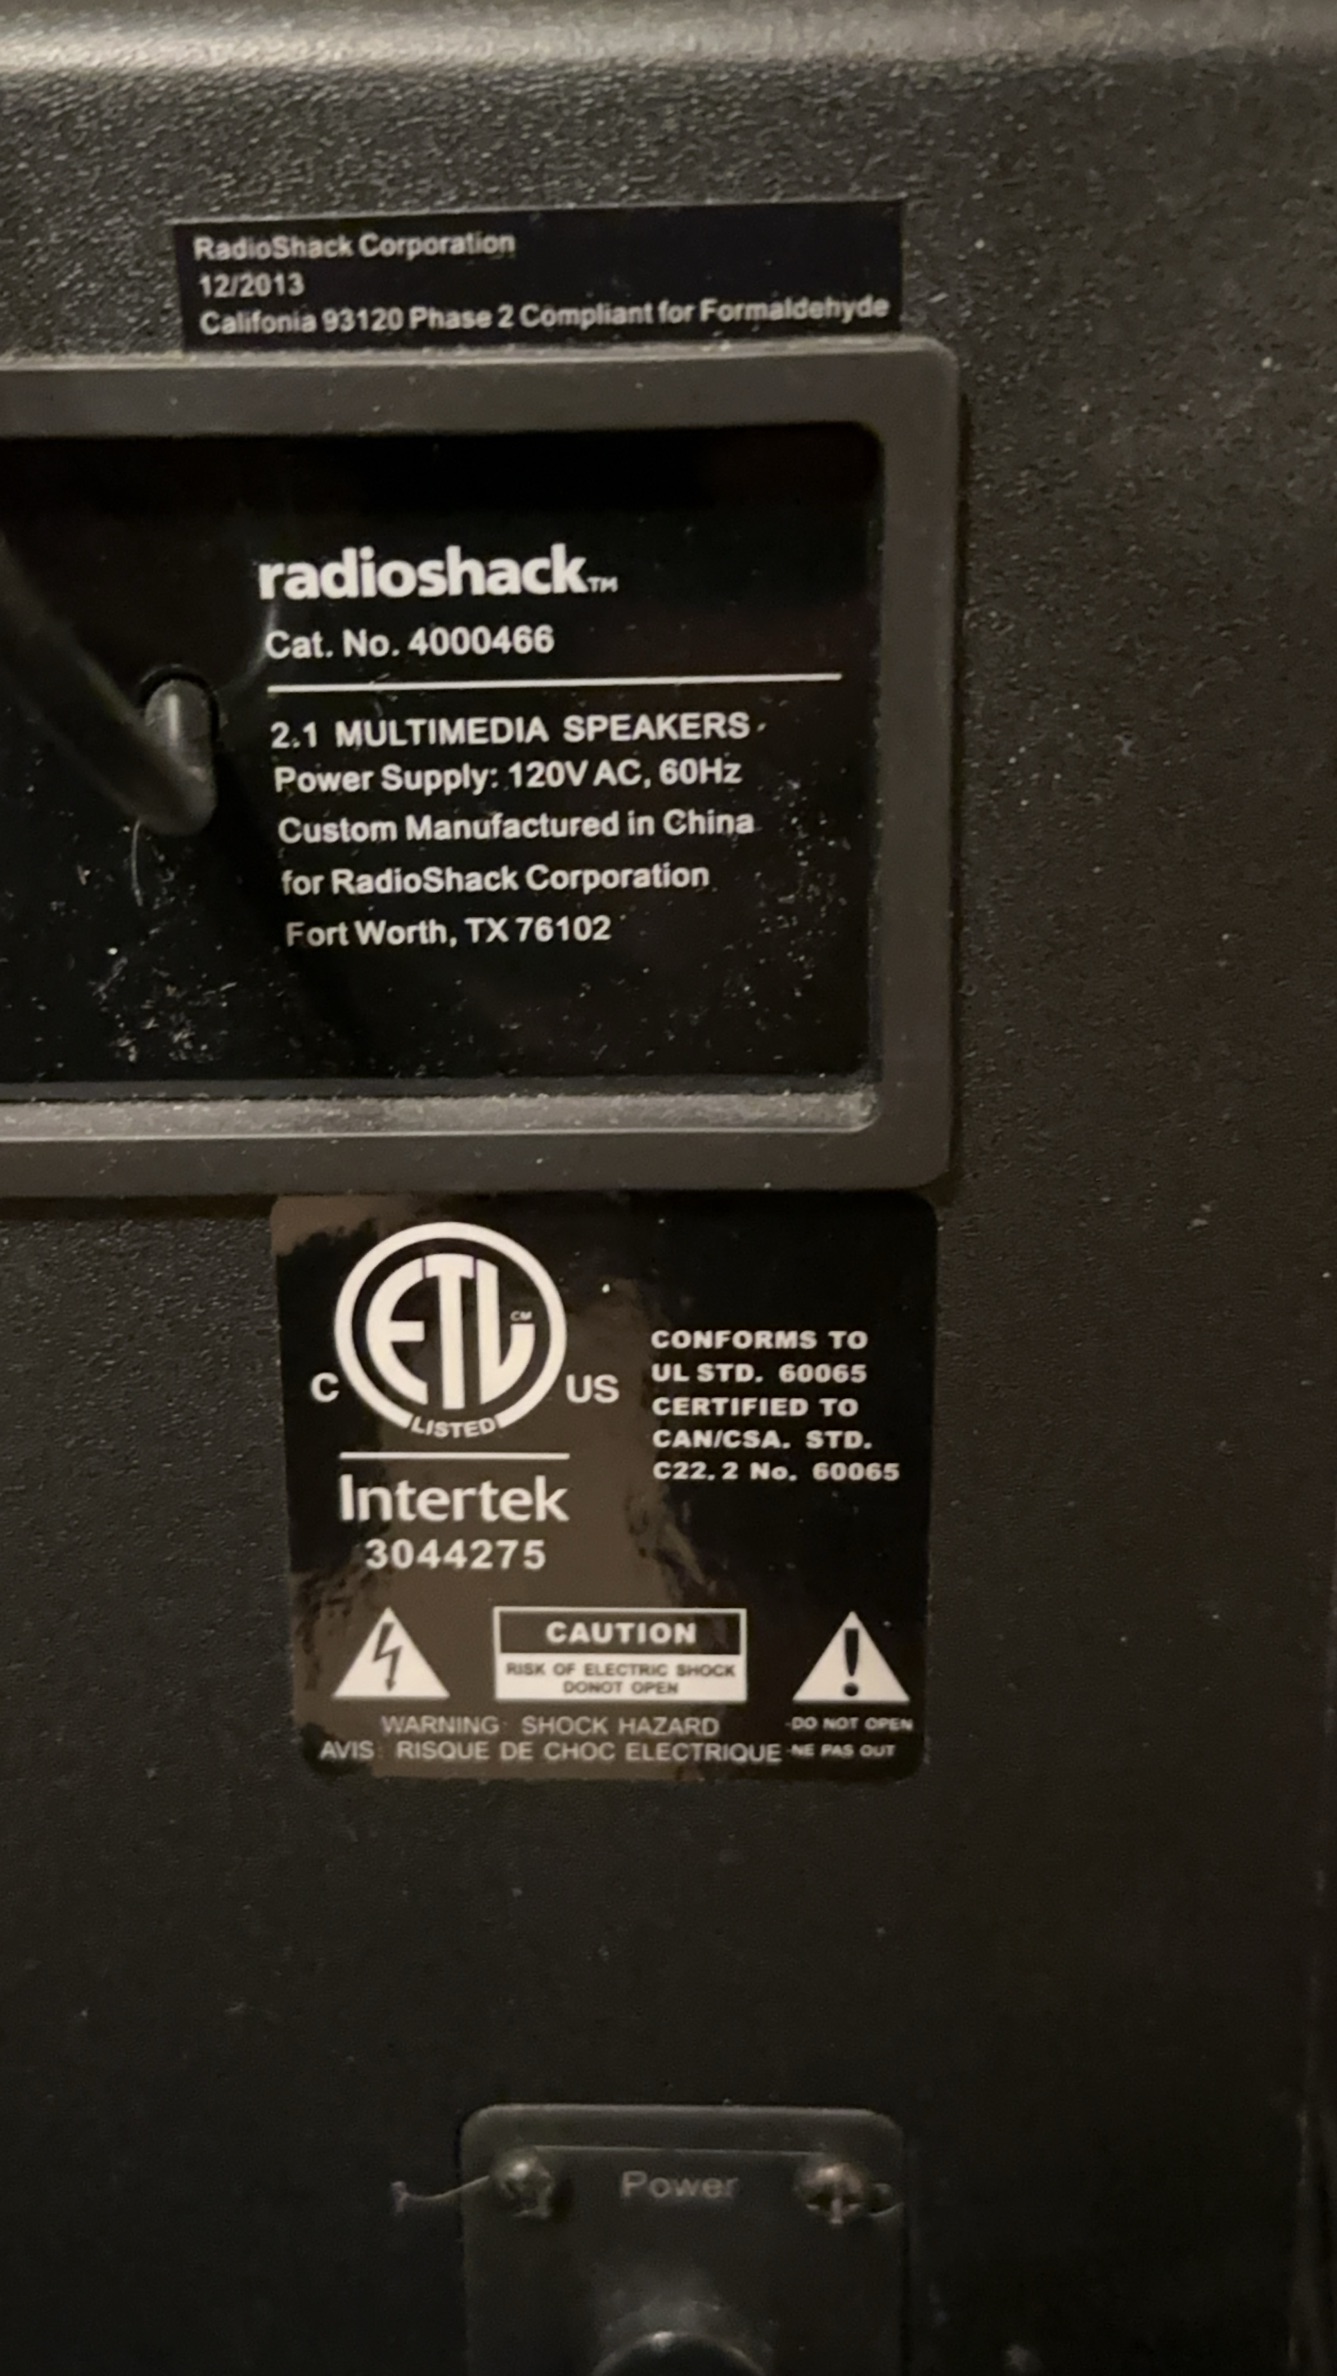 RadioShack Corporation
12/2013
Califonia 93120 Phase 2 Compliant for Formaldehyde
radioshack™
Cat. No. 4000466
2.1 MULTIMEDIA SPEAKERS
Power Supply: 120V AC, 60Hz
Custom Manufactured in China
for RadioShack Corporation
Fort Worth, TX 76102
ETL CM
C US
LISTED
Intertek
3044275
CONFORMS TO
UL STD. 60065
CERTIFIED TO
CAN/CSA. STD.
C22.2 No. 60065
CAUTION
RISK OF ELECTRIC SHOCK
DONOT OPEN
WARNING: SHOCK HAZARD
AVIS: RISQUE DE CHOC ELECTRIQUE
-DO NOT OPEN
-NE PAS OUT
Power